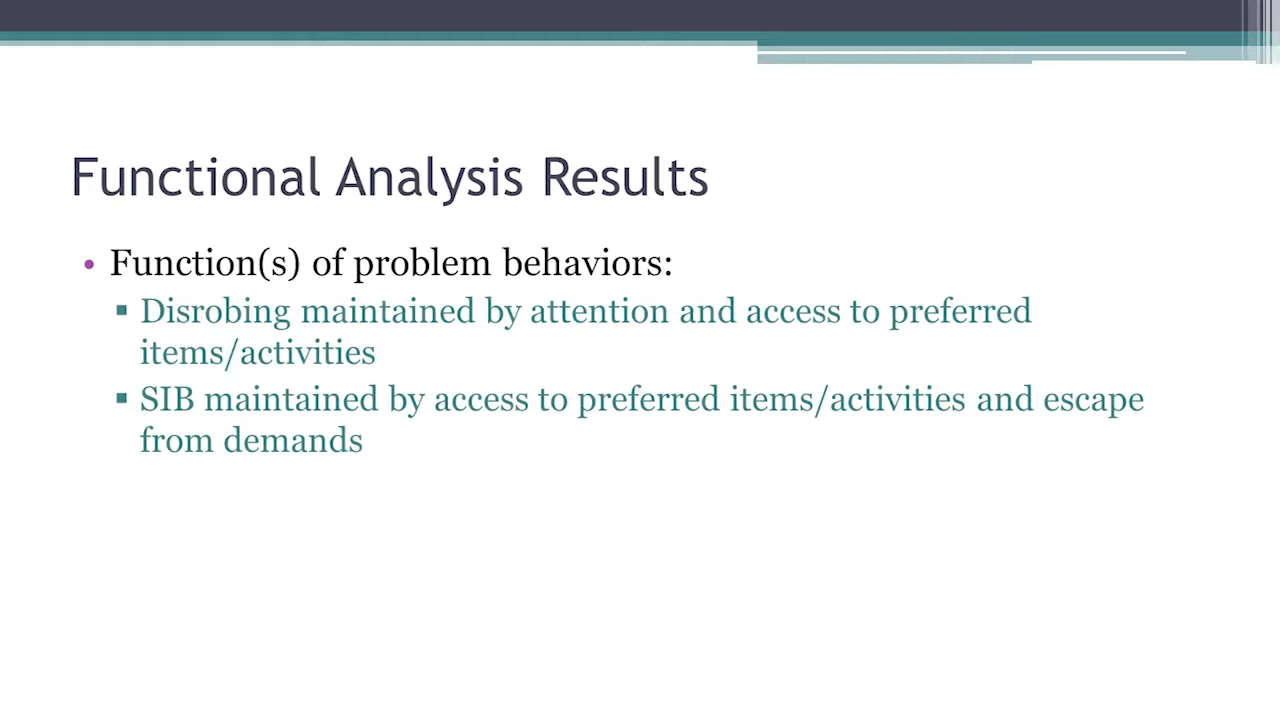 Functional Analysis Results
• Function(s) of problem behaviors:
▪ Disrobing maintained by attention and access to preferred
items/activities
▪ SIB maintained by access to preferred items/activities and escape
from demands